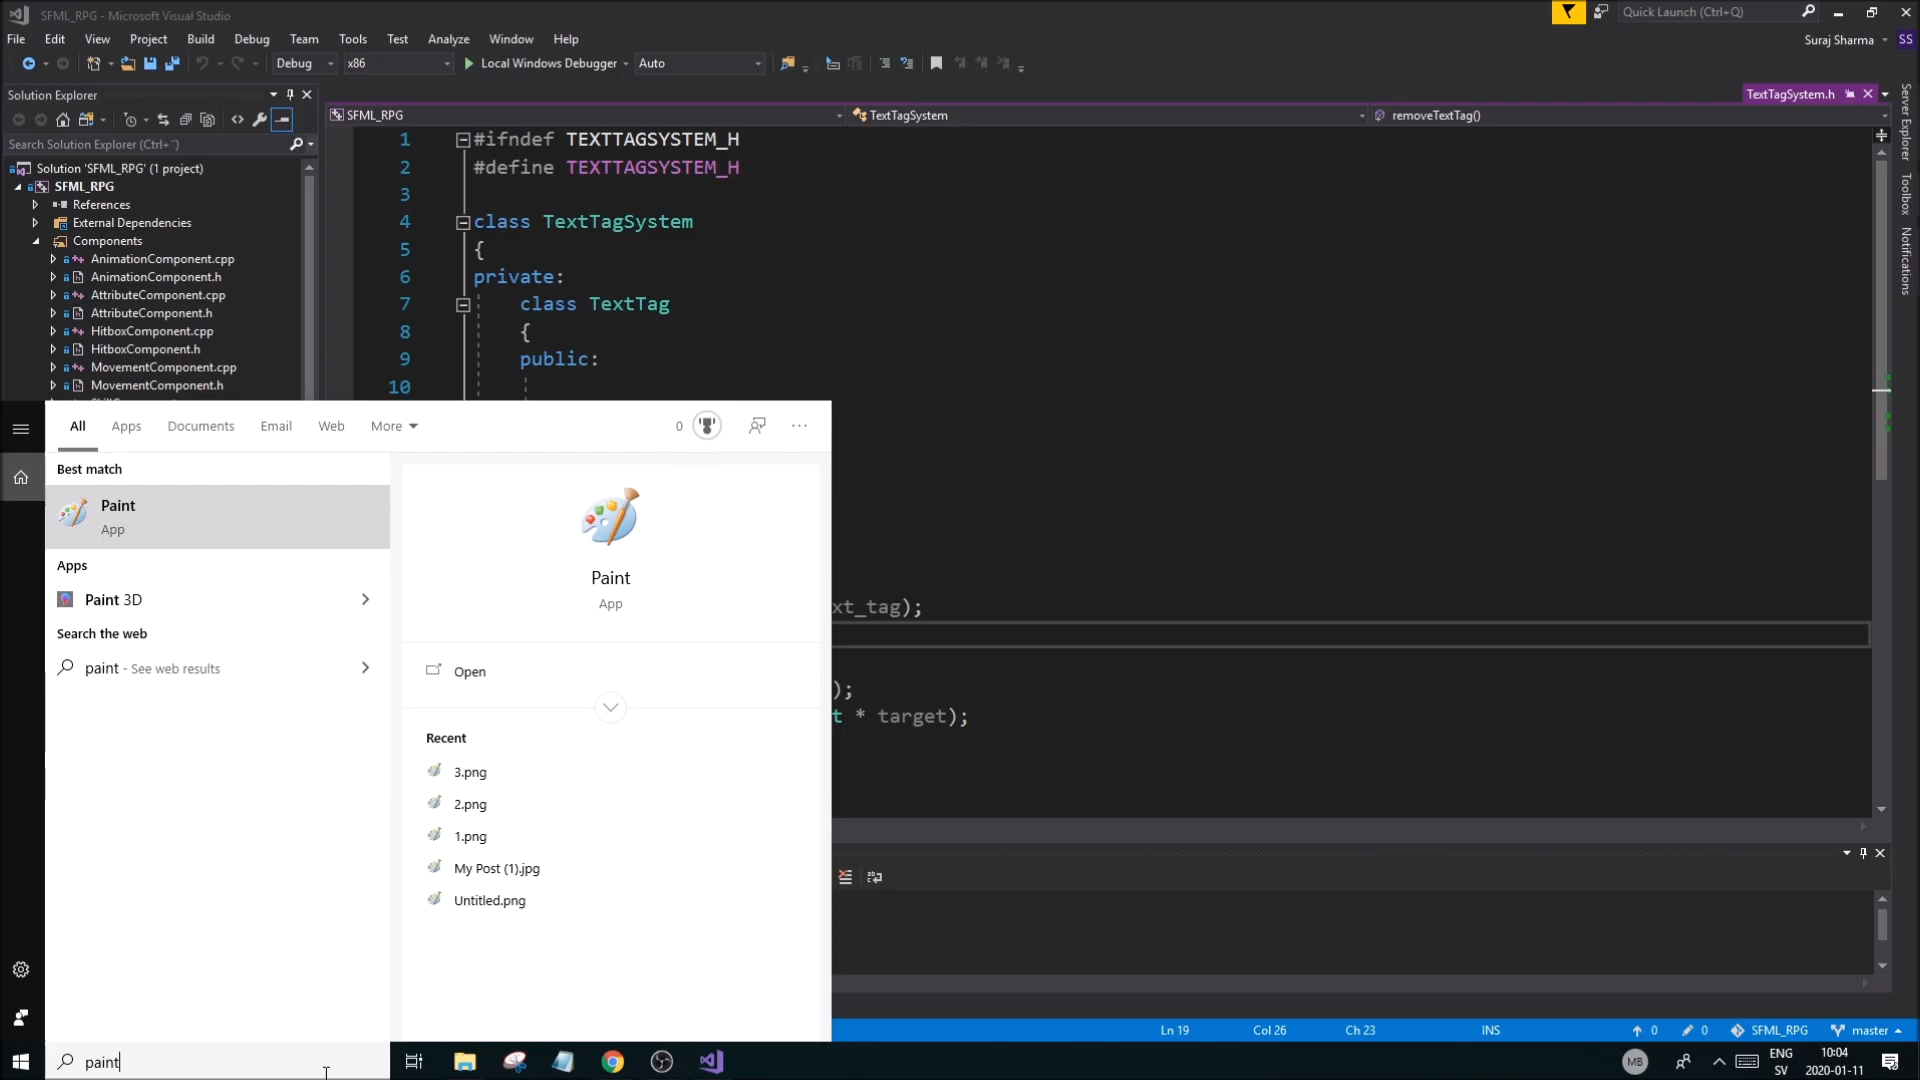 SFML_RPG - Microsoft Visual Studio
Quick Launch (Ctrl+Q)
File Edit View Project Build Debug Team Tools Test Analyze Window Help
Suraj Sharma SS
Debug x86 Local Windows Debugger Auto
Solution Explorer
TextTagSystem.h
SFML_RPG TextTagSystem removeTextTag()
Search Solution Explorer (Ctrl+¨)
Solution 'SFML_RPG' (1 project)
SFML_RPG
References
External Dependencies
Components
AnimationComponent.cpp
AnimationComponent.h
AttributeComponent.cpp
AttributeComponent.h
HitboxComponent.cpp
HitboxComponent.h
MovementComponent.cpp
MovementComponent.h
1 #ifndef TEXTTAGSYSTEM_H
2 #define TEXTTAGSYSTEM_H
3
4 class TextTagSystem
5 {
6 private:
7 class TextTag
8 {
9 public:
10
xt_tag);
);
t * target);
Server Explorer
Toolbox
Notifications
All Apps Documents Email Web More 0
Best match
Paint
App
Apps
Paint 3D
Search the web
paint - See web results
Paint
App
Open
Recent
3.png
2.png
1.png
My Post (1).jpg
Untitled.png
Ln 19 Col 26 Ch 23 INS 0 0 SFML_RPG master
paint
MB
ENG
SV
10:04
2020-01-11